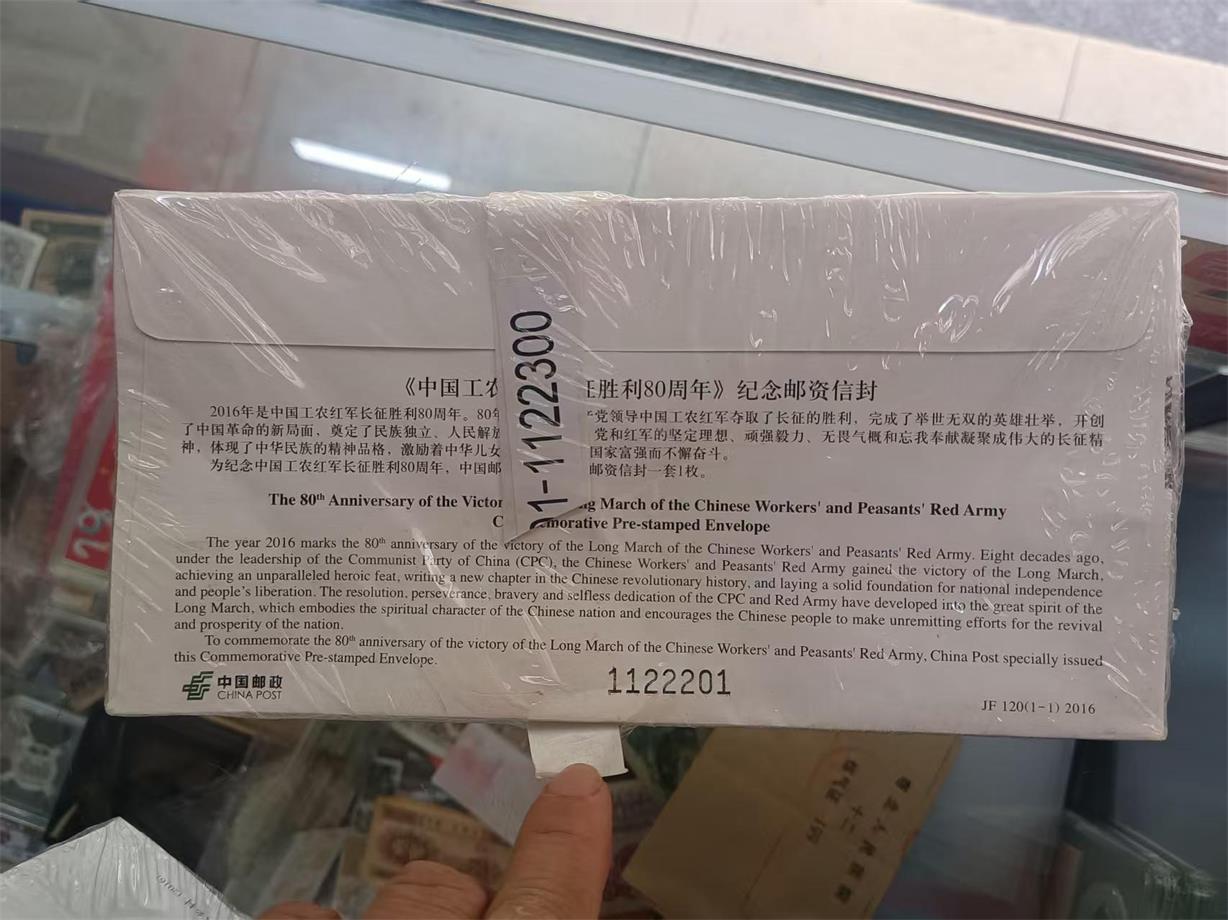 《中国工农 征胜利80周年》纪念邮资信封
2016年是中国工农红军长征胜利80周年。80年 党领导中国工农红军夺取了长征的胜利，完成了举世无双的英雄壮举，开创
了中国革命的新局面，奠定了民族独立、人民解放 党和红军的坚定理想、顽强毅力、无畏气概和忘我奉献凝聚成伟大的长征精
神，体现了中华民族的精神品格，激励着中华儿女 国家富强而不懈奋斗。
为纪念中国工农红军长征胜利80周年，中国邮 邮资信封一套1枚。
1-1122300
The 80th Anniversary of the Victor g March of the Chinese Workers' and Peasants' Red Army
C morative Pre-stamped Envelope
The year 2016 marks the 80th anniversary of the victory of the Long March of the Chinese Workers' and Peasants' Red Army. Eight decades ago,
under the leadership of the Communist Party of China (CPC), the Chinese Workers' and Peasants' Red Army gained the victory of the Long March,
achieving an unparalleled heroic feat, writing a new chapter in the Chinese revolutionary history, and laying a solid foundation for national independence
and people's liberation. The resolution, perseverance, bravery and selfless dedication of the CPC and Red Army have developed into the great spirit of the
Long March, which embodies the spiritual character of the Chinese nation and encourages the Chinese people to make unremitting efforts for the revival
and prosperity of the nation.
To commemorate the 80th anniversary of the victory of the Long March of the Chinese Workers' and Peasants' Red Army, China Post specially issued
this Commemorative Pre-stamped Envelope.
中国邮政
CHINA POST
1122201
JF 120(1-1) 2016